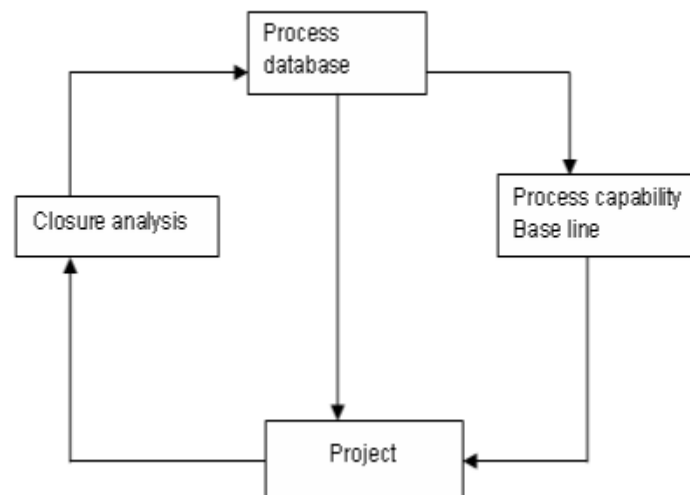 Process
database
Closure analysis
Process capability
Base line
Project